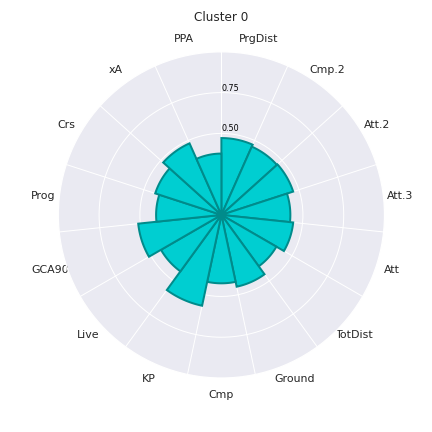 Cluster 0
PPA
PrgDist
xA
Cmp.2
0.75
Crs
Att.2
0.50
Prog
Att.3
GCA90
Att
Live
TotDist
KP
Ground
Cmp